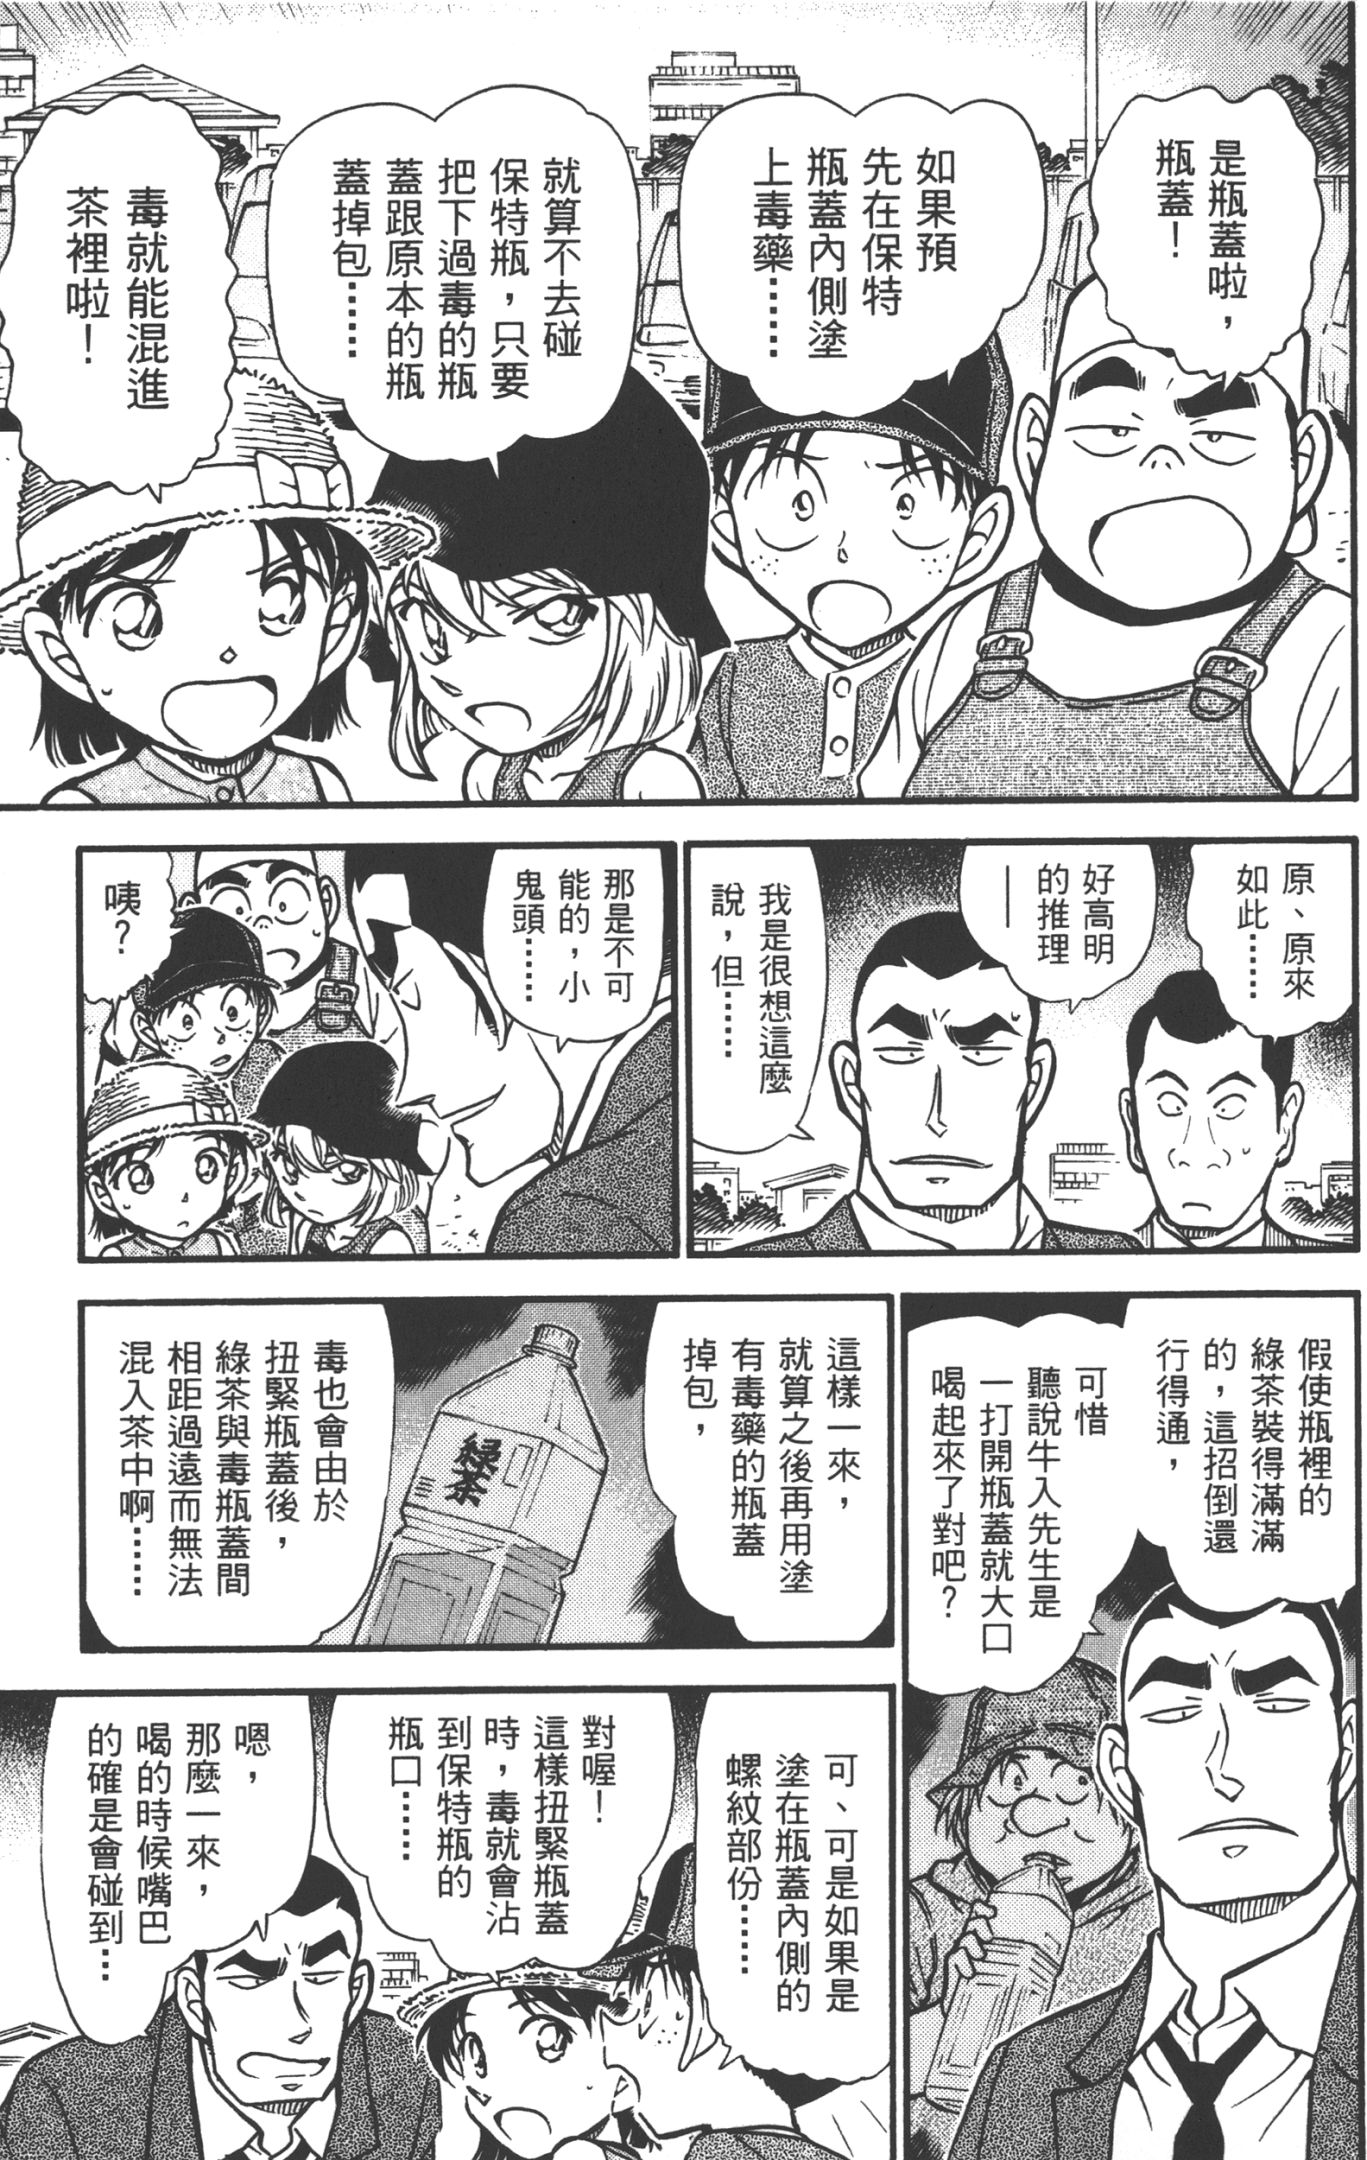 是瓶蓋啦，
瓶蓋！
如果預
先在保特
瓶蓋內側塗
上毒藥……
就算不去碰
保特瓶，只要
把下過毒的瓶
蓋跟原本的瓶
蓋掉包……
毒就能混進
茶裡啦！
原、原來
如此……
好高明
的推理
—
我是很想這麼
說，但……
那是不可
能的，小
鬼頭……
咦？
假使瓶裡的
綠茶裝得滿滿
的，這招倒還
行得通，
可惜
聽說牛入先生是
一打開瓶蓋就大口
喝起來了對吧？
這樣一來，
就算之後再用塗
有毒藥的瓶蓋
掉包，
緑茶
毒也會由於
扭緊瓶蓋後，
綠茶與毒瓶蓋間
相距過遠而無法
混入茶中啊……
可、可是如果是
塗在瓶蓋內側的
螺紋部份……
對喔！
這樣扭緊瓶蓋
時，毒就會沾
到保特瓶的
瓶口……
嗯，
那麼一來，
喝的時候嘴巴
的確是會碰到…